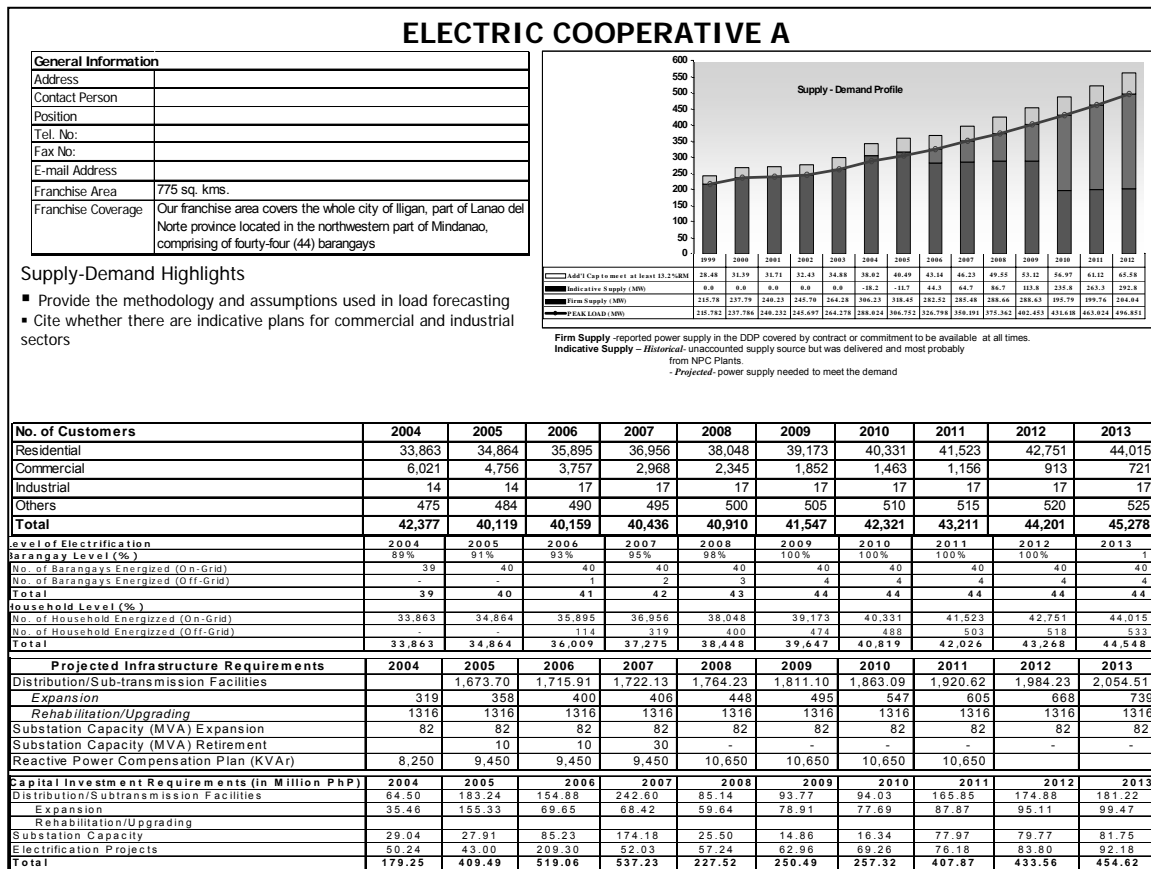 ELECTRIC COOPERATIVE A
General Information
Address
Contact Person
Position
Tel. No:
Fax No:
E-mail Address
Franchise Area 775 sq. kms.
Franchise Coverage Our franchise area covers the whole city of Iligan, part of Lanao del
Norte province located in the northwestern part of Mindanao,
comprising of fourty-four (44) barangays
Supply-Demand Highlights
▪ Provide the methodology and assumptions used in load forecasting
▪ Cite whether there are indicative plans for commercial and industrial
sectors
Supply - Demand Profile
600
550
500
450
400
350
300
250
200
150
100
50
0
1999 2000 2001 2002 2003 2004 2005 2006 2007 2008 2009 2010 2011 2012
Add'l Cap to meet at least 13.2%RM 28.48 31.39 31.71 32.43 34.88 38.02 40.49 43.14 46.23 49.55 53.12 56.97 61.12 65.58
Indicative Supply (MW) 0.0 0.0 0.0 0.0 0.0 -18.2 -11.7 44.3 64.7 86.7 113.8 235.8 263.3 292.8
Firm Supply (MW) 215.78 237.79 240.23 245.70 264.28 306.23 318.45 282.52 285.48 288.66 288.63 195.79 199.76 204.04
PEAK LOAD (MW) 215.782 237.786 240.232 245.697 264.278 288.024 306.752 326.798 350.191 375.362 402.453 431.618 463.024 496.851
Firm Supply -reported power supply in the DDP covered by contract or commitment to be available at all times.
Indicative Supply – Historical- unaccounted supply source but was delivered and most probably
from NPC Plants.
- Projected- power supply needed to meet the demand
No. of Customers 2004 2005 2006 2007 2008 2009 2010 2011 2012 2013
Residential 33,863 34,864 35,895 36,956 38,048 39,173 40,331 41,523 42,751 44,015
Commercial 6,021 4,756 3,757 2,968 2,345 1,852 1,463 1,156 913 721
Industrial 14 14 17 17 17 17 17 17 17 17
Others 475 484 490 495 500 505 510 515 520 525
Total 42,377 40,119 40,159 40,436 40,910 41,547 42,321 43,211 44,201 45,278
Level of Electrification 2004 2005 2006 2007 2008 2009 2010 2011 2012 2013
Barangay Level (%) 89% 91% 93% 95% 98% 100% 100% 100% 100% 1
No. of Barangays Energized (On-Grid) 39 40 40 40 40 40 40 40 40 40
No. of Barangays Energized (Off-Grid) - - 1 2 3 4 4 4 4 4
Total 39 40 41 42 43 44 44 44 44 44
Household Level (%)
No. of Household Energizzed (On-Grid) 33,863 34,864 35,895 36,956 38,048 39,173 40,331 41,523 42,751 44,015
No. of Household Energized (Off-Grid) - - 114 319 400 474 488 503 518 533
Total 33,863 34,864 36,009 37,275 38,448 39,647 40,819 42,026 43,268 44,548
Projected Infrastructure Requirements 2004 2005 2006 2007 2008 2009 2010 2011 2012 2013
Distribution/Sub-transmission Facilities 1,673.70 1,715.91 1,722.13 1,764.23 1,811.10 1,863.09 1,920.62 1,984.23 2,054.51
Expansion 319 358 400 406 448 495 547 605 668 739
Rehabilitation/Upgrading 1316 1316 1316 1316 1316 1316 1316 1316 1316 1316
Substation Capacity (MVA) Expansion 82 82 82 82 82 82 82 82 82 82
Substation Capacity (MVA) Retirement 10 10 30 - - - - - -
Reactive Power Compensation Plan (KVAr) 8,250 9,450 9,450 9,450 10,650 10,650 10,650 10,650
Capital Investment Requirements (in Million PhP) 2004 2005 2006 2007 2008 2009 2010 2011 2012 2013
Distribution/Subtransmission Facilities 64.50 183.24 154.88 242.60 85.14 93.77 94.03 165.85 174.88 181.22
Expansion 35.46 155.33 69.65 68.42 59.64 78.91 77.69 87.87 95.11 99.47
Rehabilitation/Upgrading
Substation Capacity 29.04 27.91 85.23 174.18 25.50 14.86 16.34 77.97 79.77 81.75
Electrification Projects 50.24 43.00 209.30 52.03 57.24 62.96 69.26 76.18 83.80 92.18
Total 179.25 409.49 519.06 537.23 227.52 250.49 257.32 407.87 433.56 454.62